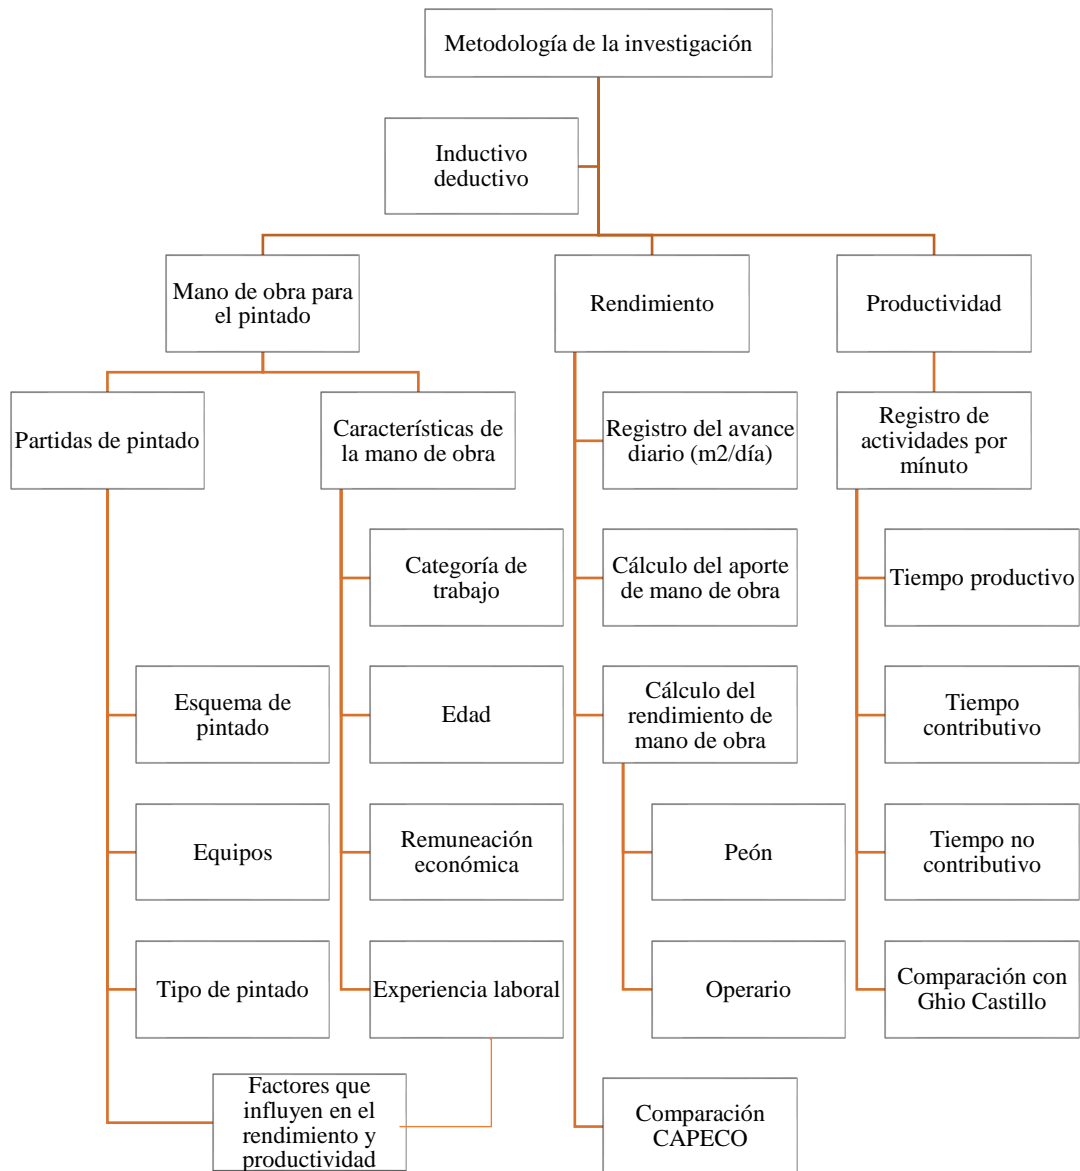 Metodología de la investigación
Inductivo
deductivo
Mano de obra para
el pintado
Rendimiento
Productividad
Partidas de pintado
Características de
la mano de obra
Registro del avance
diario (m2/día)
Registro de
actividades por
mínuto
Categoría de
trabajo
Cálculo del aporte
de mano de obra
Tiempo productivo
Esquema de
pintado
Edad
Cálculo del
rendimiento de
mano de obra
Tiempo
contributivo
Equipos
Remuneación
económica
Peón
Tiempo no
contributivo
Tipo de pintado
Experiencia laboral
Operario
Comparación con
Ghio Castillo
Factores que
influyen en el
rendimiento y
productividad
Comparación
CAPECO